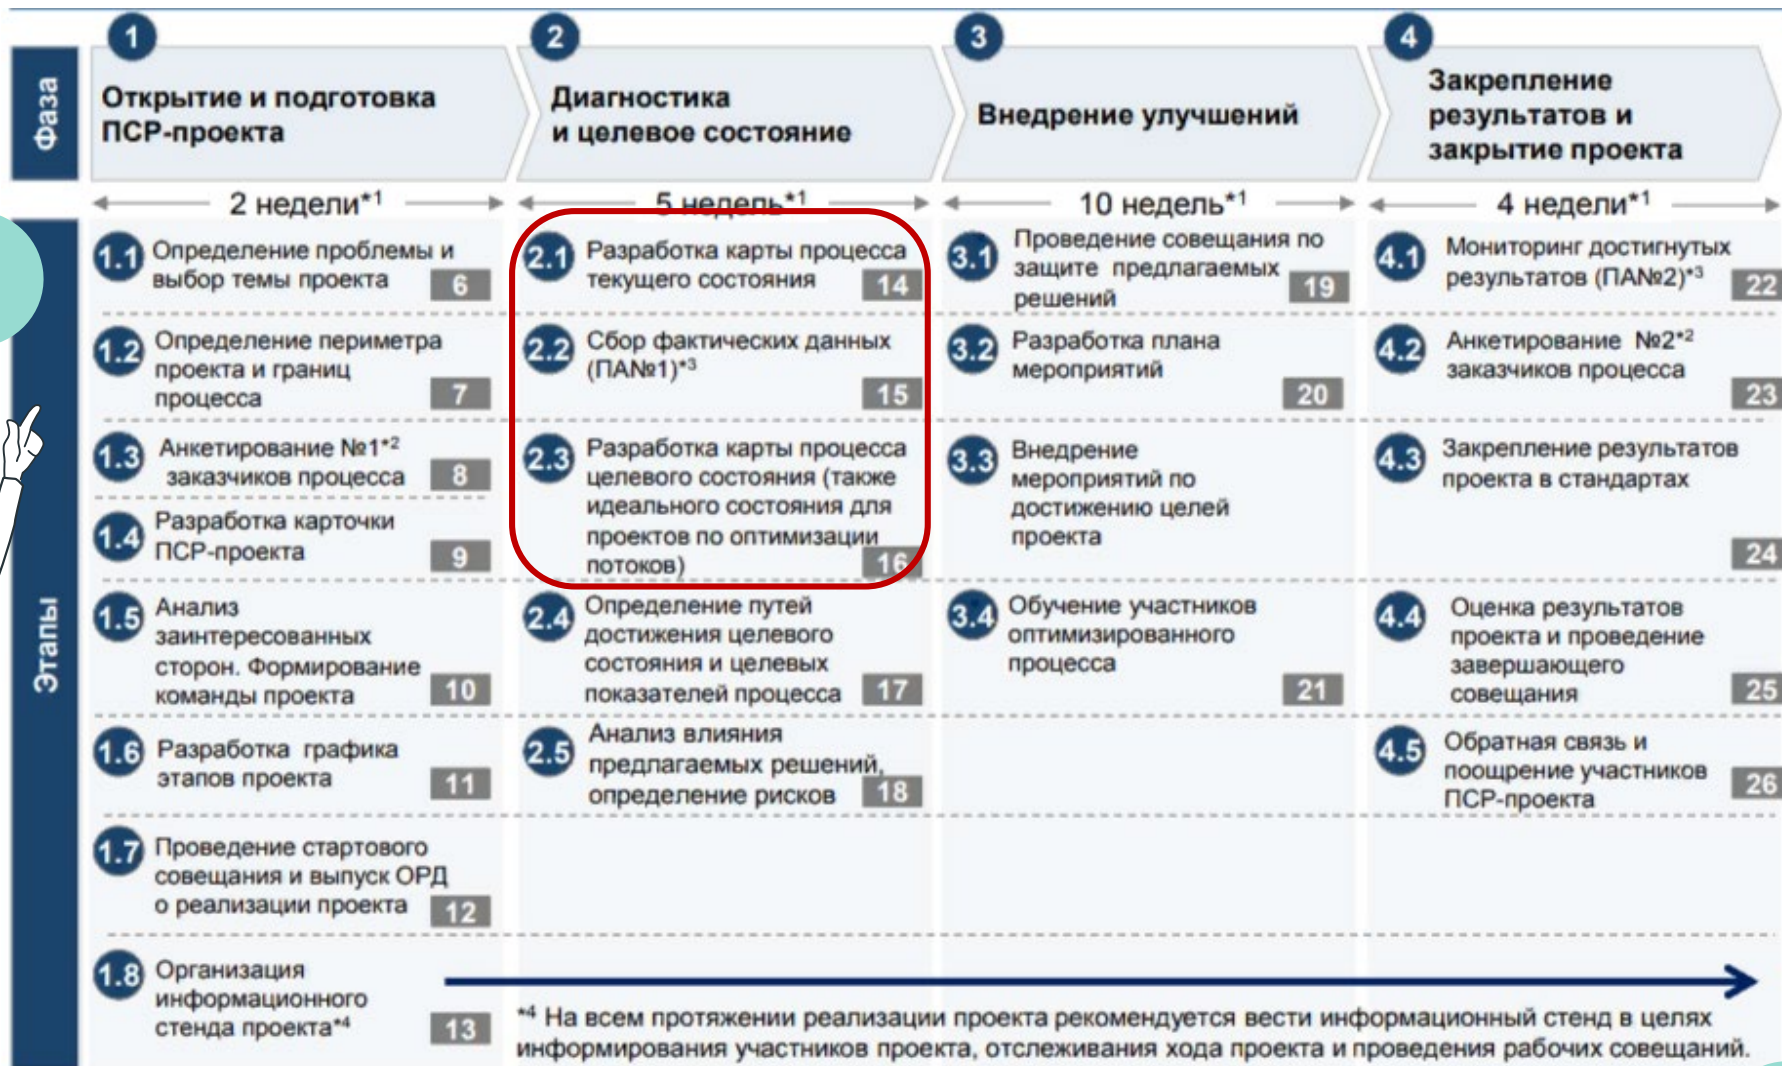 Фаза
1
Открытие и подготовка
ПСР-проекта
2
Диагностика
и целевое состояние
3
Внедрение улучшений
4
Закрепление
результатов и
закрытие проекта
2 недели*1
5 недель*1
10 недель*1
4 недели*1
Этапы
1.1
Определение проблемы и
выбор темы проекта
6
1.2
Определение периметра
проекта и границ
процесса
7
1.3
Анкетирование №1*2
заказчиков процесса
8
1.4
Разработка карточки
ПСР-проекта
9
1.5
Анализ
заинтересованных
сторон. Формирование
команды проекта
10
1.6
Разработка графика
этапов проекта
11
1.7
Проведение стартового
совещания и выпуск ОРД
о реализации проекта
12
1.8
Организация
информационного
стенда проекта*4
13
2.1
Разработка карты процесса
текущего состояния
14
2.2
Сбор фактических данных
(ПА№1)*3
15
2.3
Разработка карты процесса
целевого состояния (также
идеального состояния для
проектов по оптимизации
потоков)
16
2.4
Определение путей
достижения целевого
состояния и целевых
показателей процесса
17
2.5
Анализ влияния
предлагаемых решений,
определение рисков
18
3.1
Проведение совещания по
защите предлагаемых
решений
19
3.2
Разработка плана
мероприятий
20
3.3
Внедрение
мероприятий по
достижению целей
проекта
3.4
Обучение участников
оптимизированного
процесса
21
4.1
Мониторинг достигнутых
результатов (ПА№2)*3
22
4.2
Анкетирование №2*2
заказчиков процесса
23
4.3
Закрепление результатов
проекта в стандартах
24
4.4
Оценка результатов
проекта и проведение
завершающего
совещания
25
4.5
Обратная связь и
поощрение участников
ПСР-проекта
26
*4 На всем протяжении реализации проекта рекомендуется вести информационный стенд в целях
информирования участников проекта, отслеживания хода проекта и проведения рабочих совещаний.